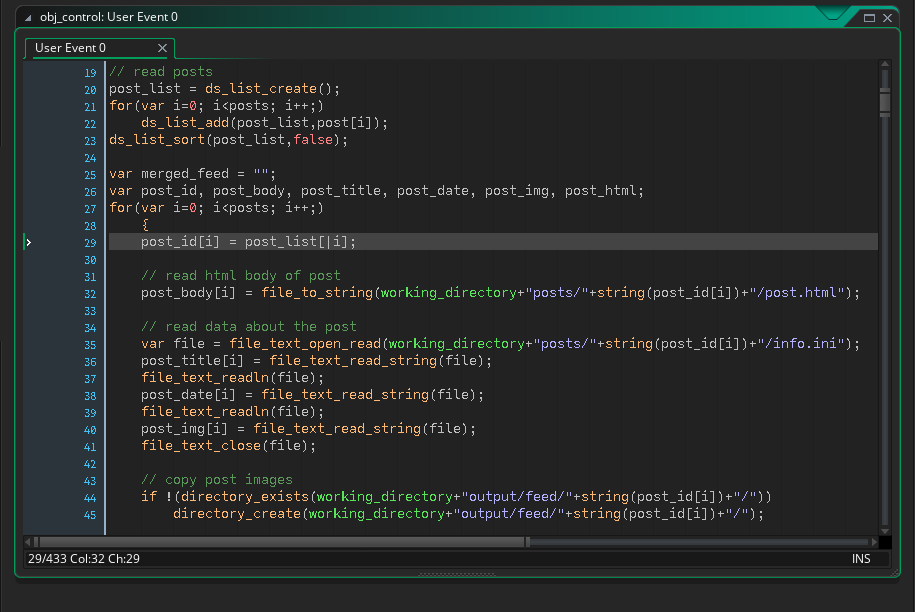 obj_control: User Event 0
User Event 0
19 // read posts
20 post_list = ds_list_create();
21 for(var i=0; i<posts; i++;)
22     ds_list_add(post_list,post[i]);
23 ds_list_sort(post_list,false);
24
25 var merged_feed = "";
26 var post_id, post_body, post_title, post_date, post_img, post_html;
27 for(var i=0; i<posts; i++;)
28     {
29     post_id[i] = post_list[|i];
30
31     // read html body of post
32     post_body[i] = file_to_string(working_directory+"posts/"+string(post_id[i])+"/post.html");
33
34     // read data about the post
35     var file = file_text_open_read(working_directory+"posts/"+string(post_id[i])+"/info.ini");
36     post_title[i] = file_text_read_string(file);
37     file_text_readln(file);
38     post_date[i] = file_text_read_string(file);
39     file_text_readln(file);
40     post_img[i] = file_text_read_string(file);
41     file_text_close(file);
42
43     // copy post images
44     if !(directory_exists(working_directory+"output/feed/"+string(post_id[i])+"/"))
45         directory_create(working_directory+"output/feed/"+string(post_id[i])+"/");
29/433 Col:32 Ch:29 INS